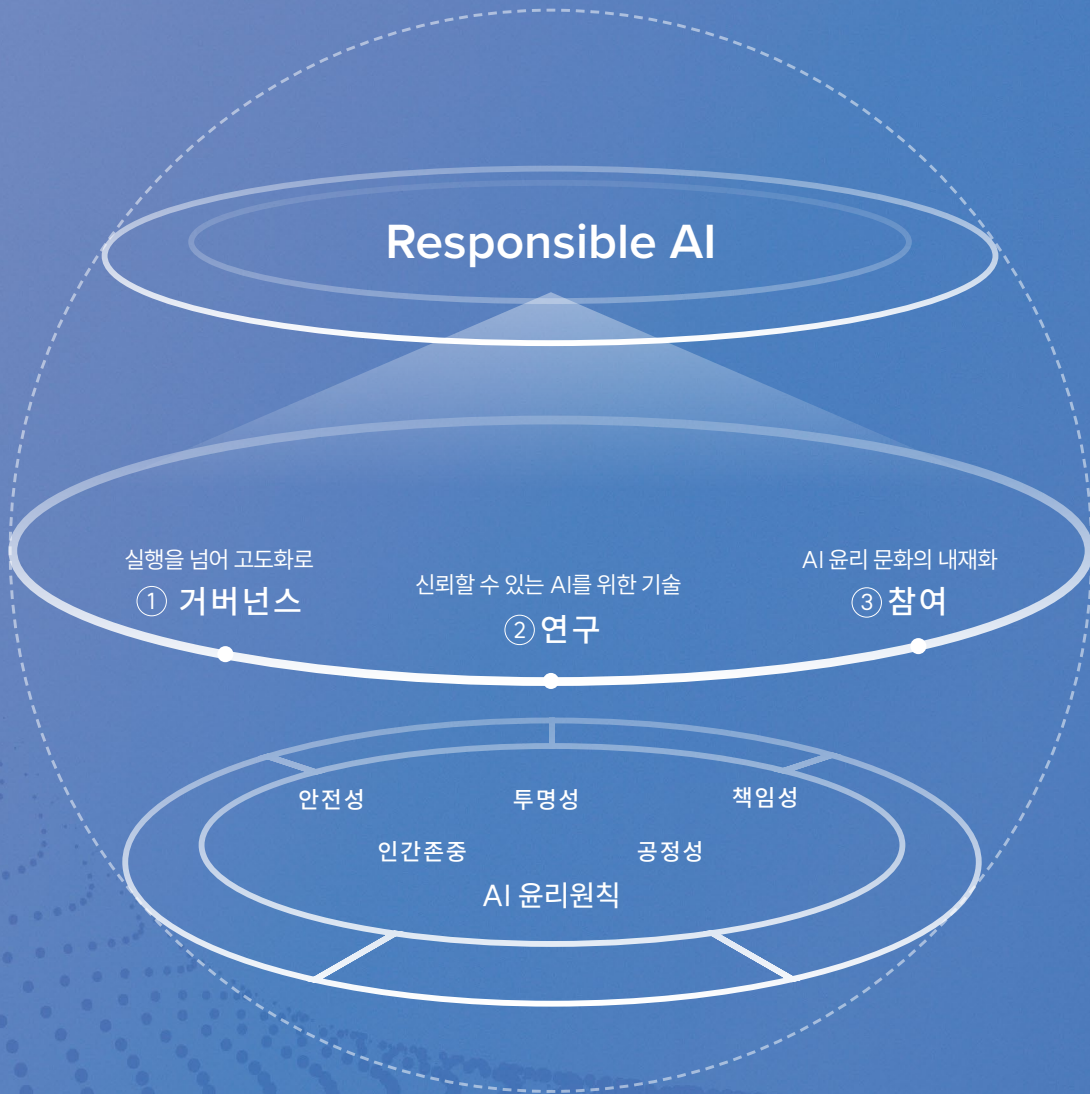 Responsible AI
실행을 넘어 고도화로
① 거버넌스
신뢰할 수 있는 AI를 위한 기술
② 연구
AI 윤리 문화의 내재화
③ 참여
안전성
투명성
책임성
인간존중
공정성
AI 윤리원칙